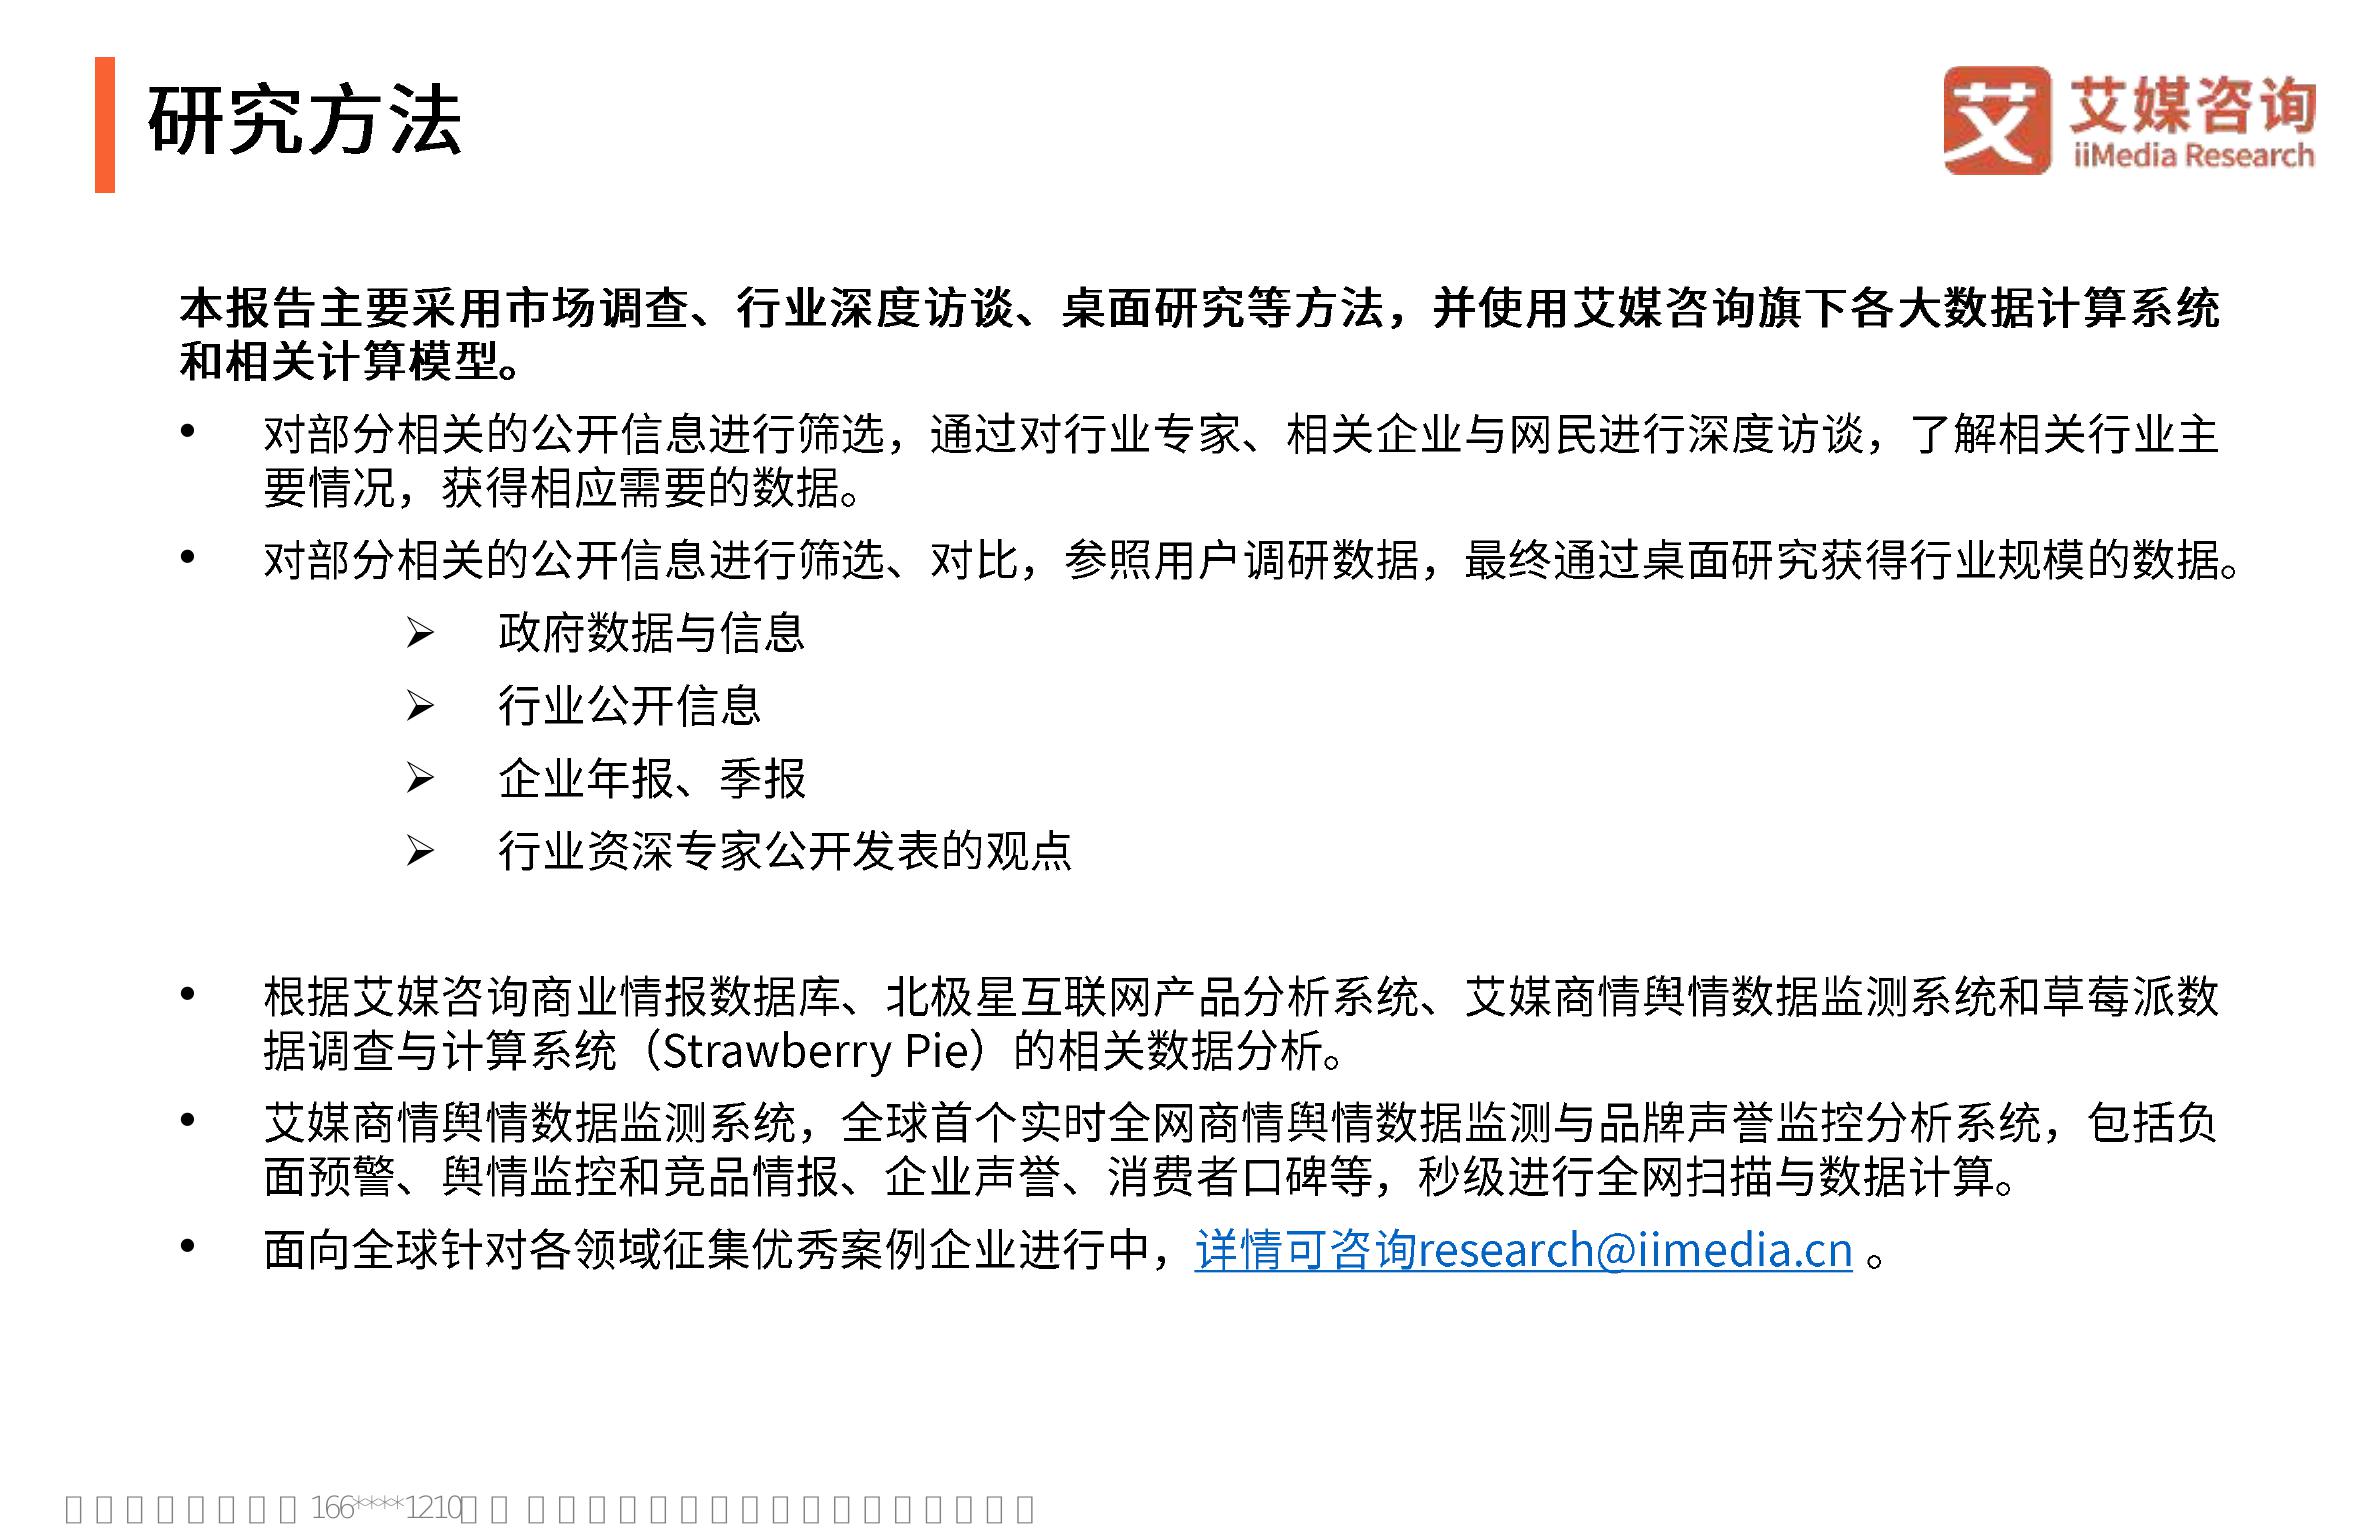 研究方法
艾 艾媒咨询
iiMedia Research
本报告主要采用市场调查、行业深度访谈、桌面研究等方法，并使用艾媒咨询旗下各大数据计算系统
和相关计算模型。
• 对部分相关的公开信息进行筛选，通过对行业专家、相关企业与网民进行深度访谈，了解相关行业主
要情况，获得相应需要的数据。
• 对部分相关的公开信息进行筛选、对比，参照用户调研数据，最终通过桌面研究获得行业规模的数据。
➢ 政府数据与信息
➢ 行业公开信息
➢ 企业年报、季报
➢ 行业资深专家公开发表的观点
• 根据艾媒咨询商业情报数据库、北极星互联网产品分析系统、艾媒商情舆情数据监测系统和草莓派数
据调查与计算系统（Strawberry Pie）的相关数据分析。
• 艾媒商情舆情数据监测系统，全球首个实时全网商情舆情数据监测与品牌声誉监控分析系统，包括负
面预警、舆情监控和竞品情报、企业声誉、消费者口碑等，秒级进行全网扫描与数据计算。
• 面向全球针对各领域征集优秀案例企业进行中，详情可咨询research@iimedia.cn 。
166****1210